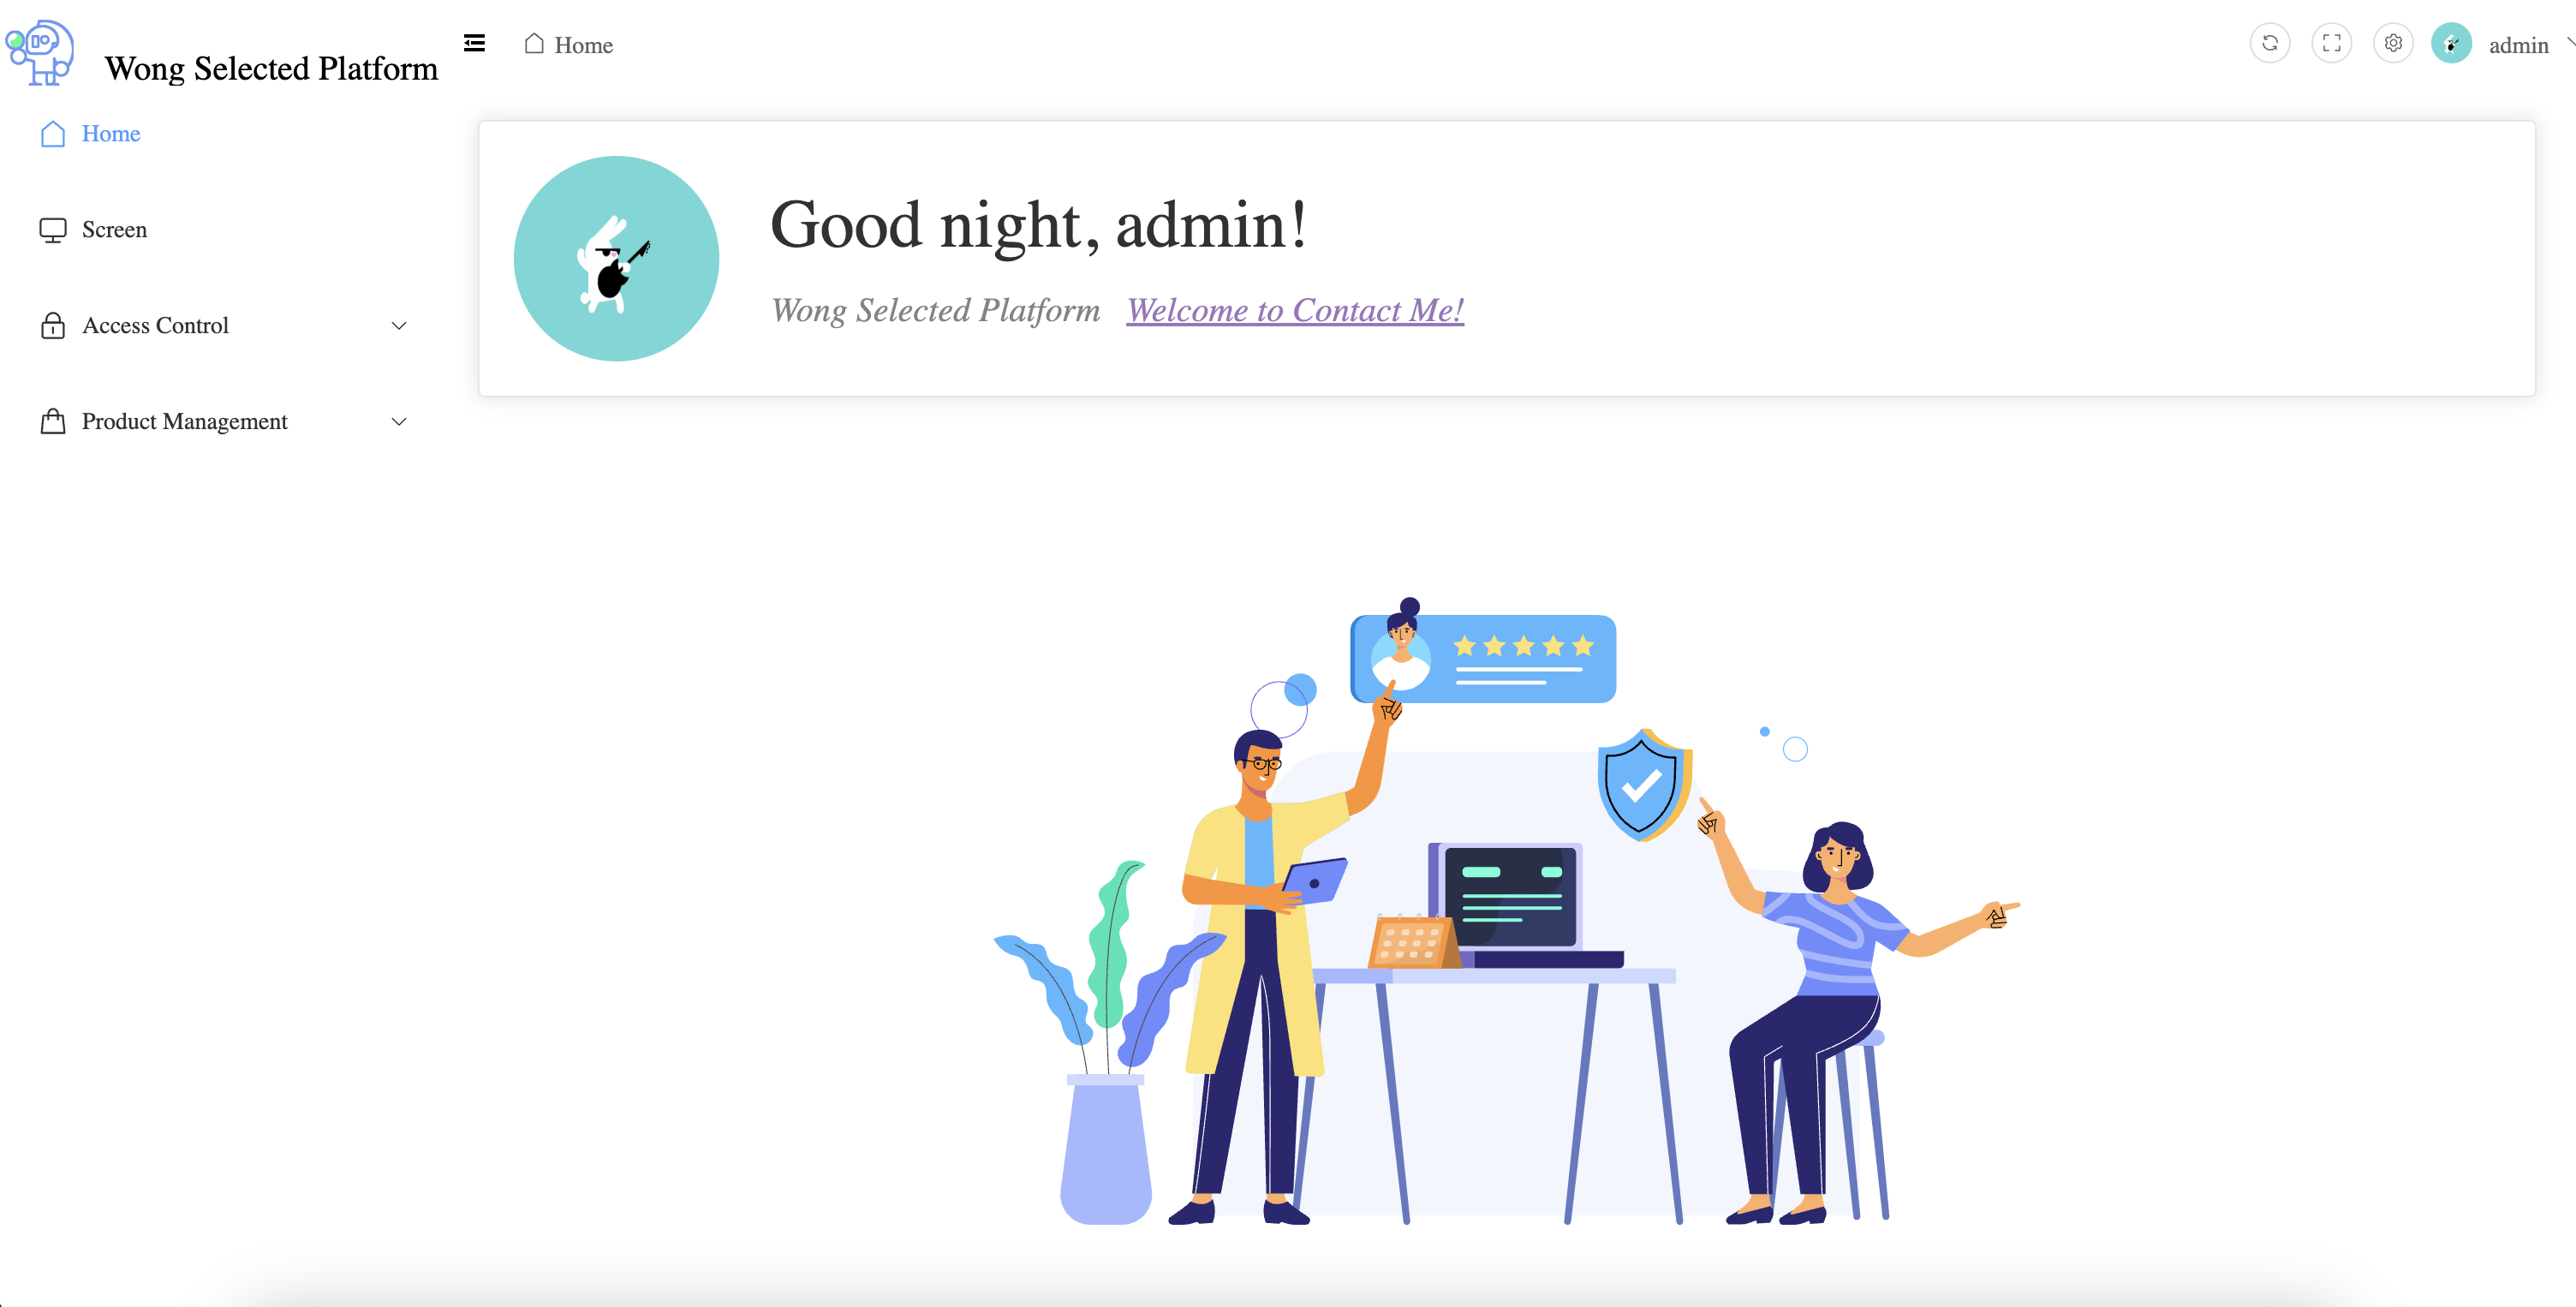 Wong Selected Platform
Home
admin
Home
Screen
Access Control
Product Management
Good night, admin!
Wong Selected Platform Welcome to Contact Me!